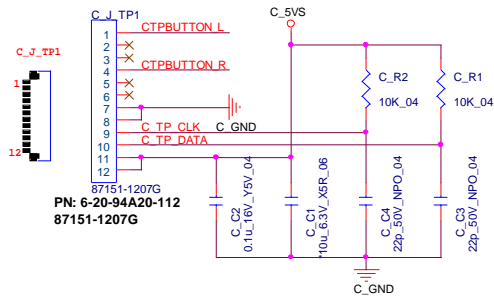 C_J_TP1
1
12
C_J_TP1
1
2
3
4
5
6
7
8
9
10
11
12
CTPBUTTON_L
CTPBUTTON_R
C_TP_CLK
C_TP_DATA
C_GND
87151-1207G
PN: 6-20-94A20-112
87151-1207G
C_5VS
C_R2
10K_04
C_R1
10K_04
C_C2
0.1u_16V_Y5V_04
C_C1
*10u_6.3V_X5R_06
C_C4
22p_50V_NPO_04
C_C3
22p_50V_NPO_04
C_GND